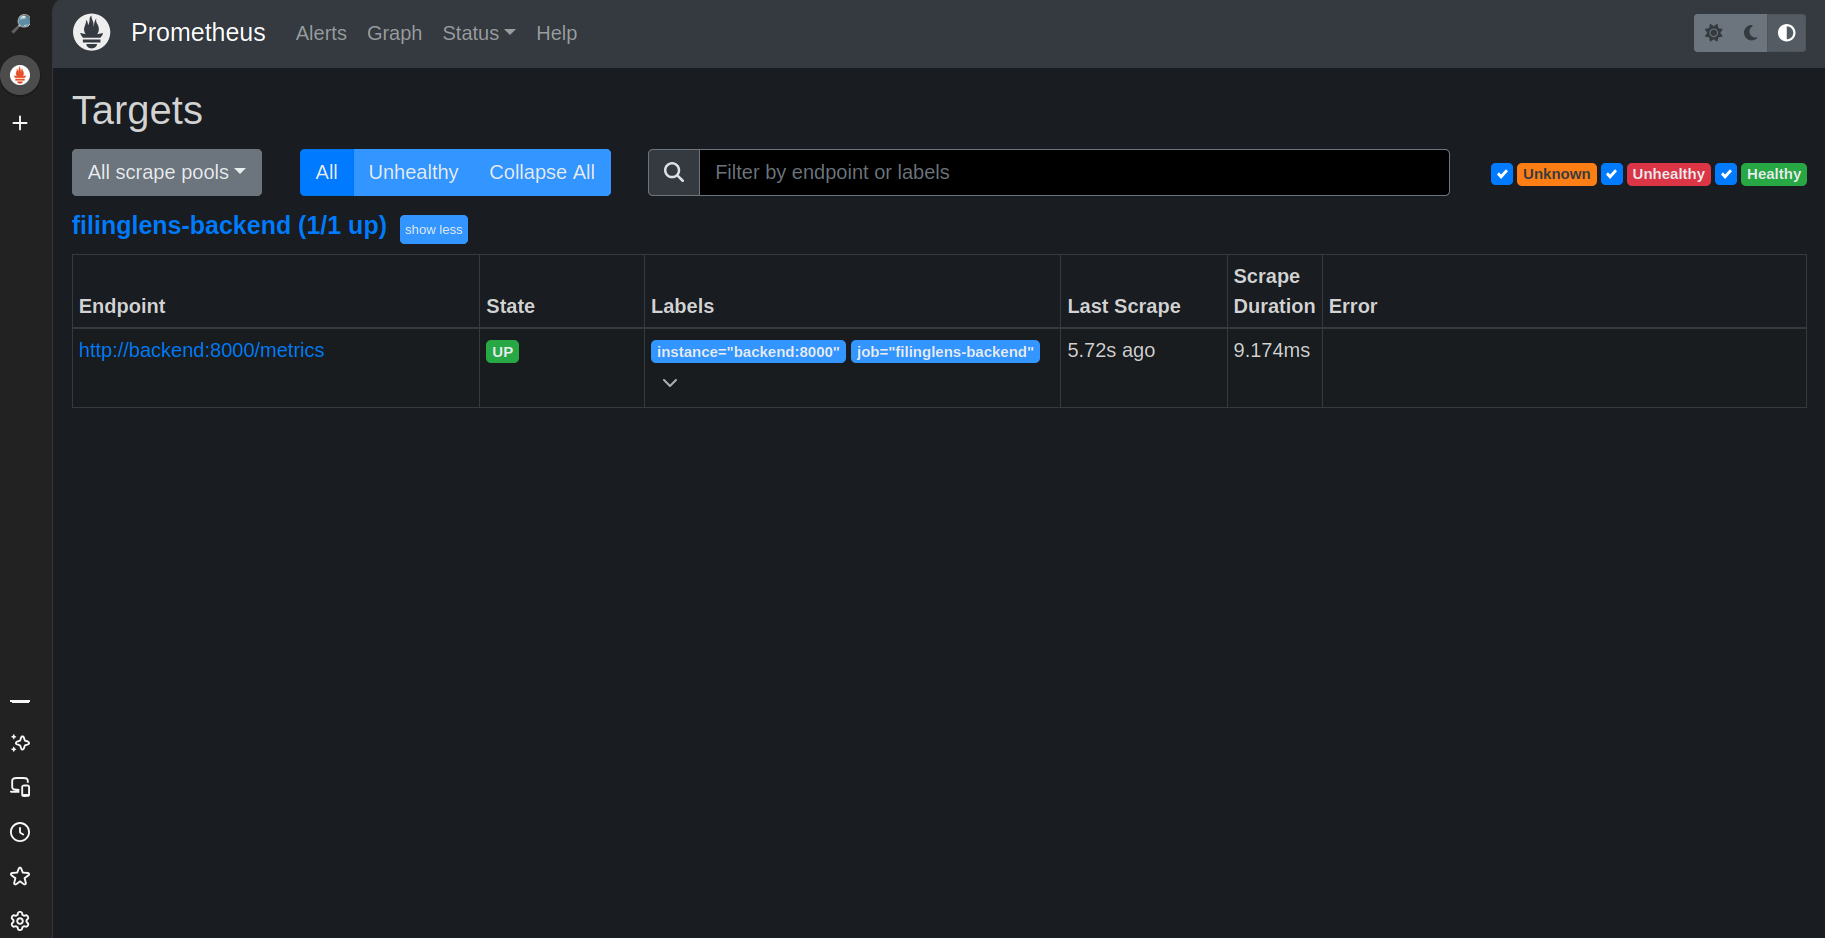 Prometheus Alerts Graph Status Help
Targets
All scrape pools All Unhealthy Collapse All Filter by endpoint or labels Unknown Unhealthy Healthy
filinglens-backend (1/1 up) show less
Endpoint State Labels Last Scrape Scrape Duration Error
http://backend:8000/metrics UP instance="backend:8000" job="filinglens-backend" 5.72s ago 9.174ms